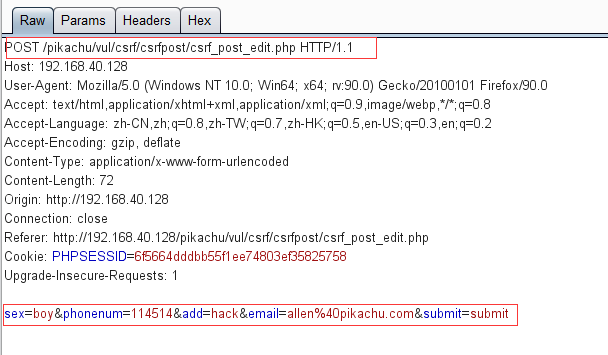 Raw Params Headers Hex
POST /pikachu/vul/csrf/csrfpost/csrf_post_edit.php HTTP/1.1
Host: 192.168.40.128
User-Agent: Mozilla/5.0 (Windows NT 10.0; Win64; x64; rv:90.0) Gecko/20100101 Firefox/90.0
Accept: text/html,application/xhtml+xml,application/xml;q=0.9,image/webp,*/*;q=0.8
Accept-Language: zh-CN,zh;q=0.8,zh-TW;q=0.7,zh-HK;q=0.5,en-US;q=0.3,en;q=0.2
Accept-Encoding: gzip, deflate
Content-Type: application/x-www-form-urlencoded
Content-Length: 72
Origin: http://192.168.40.128
Connection: close
Referer: http://192.168.40.128/pikachu/vul/csrf/csrfpost/csrf_post_edit.php
Cookie: PHPSESSID=6f5664dddbb55f1ee74803ef35825758
Upgrade-Insecure-Requests: 1
sex=boy&phonenum=114514&add=hack&email=allen%40pikachu.com&submit=submit